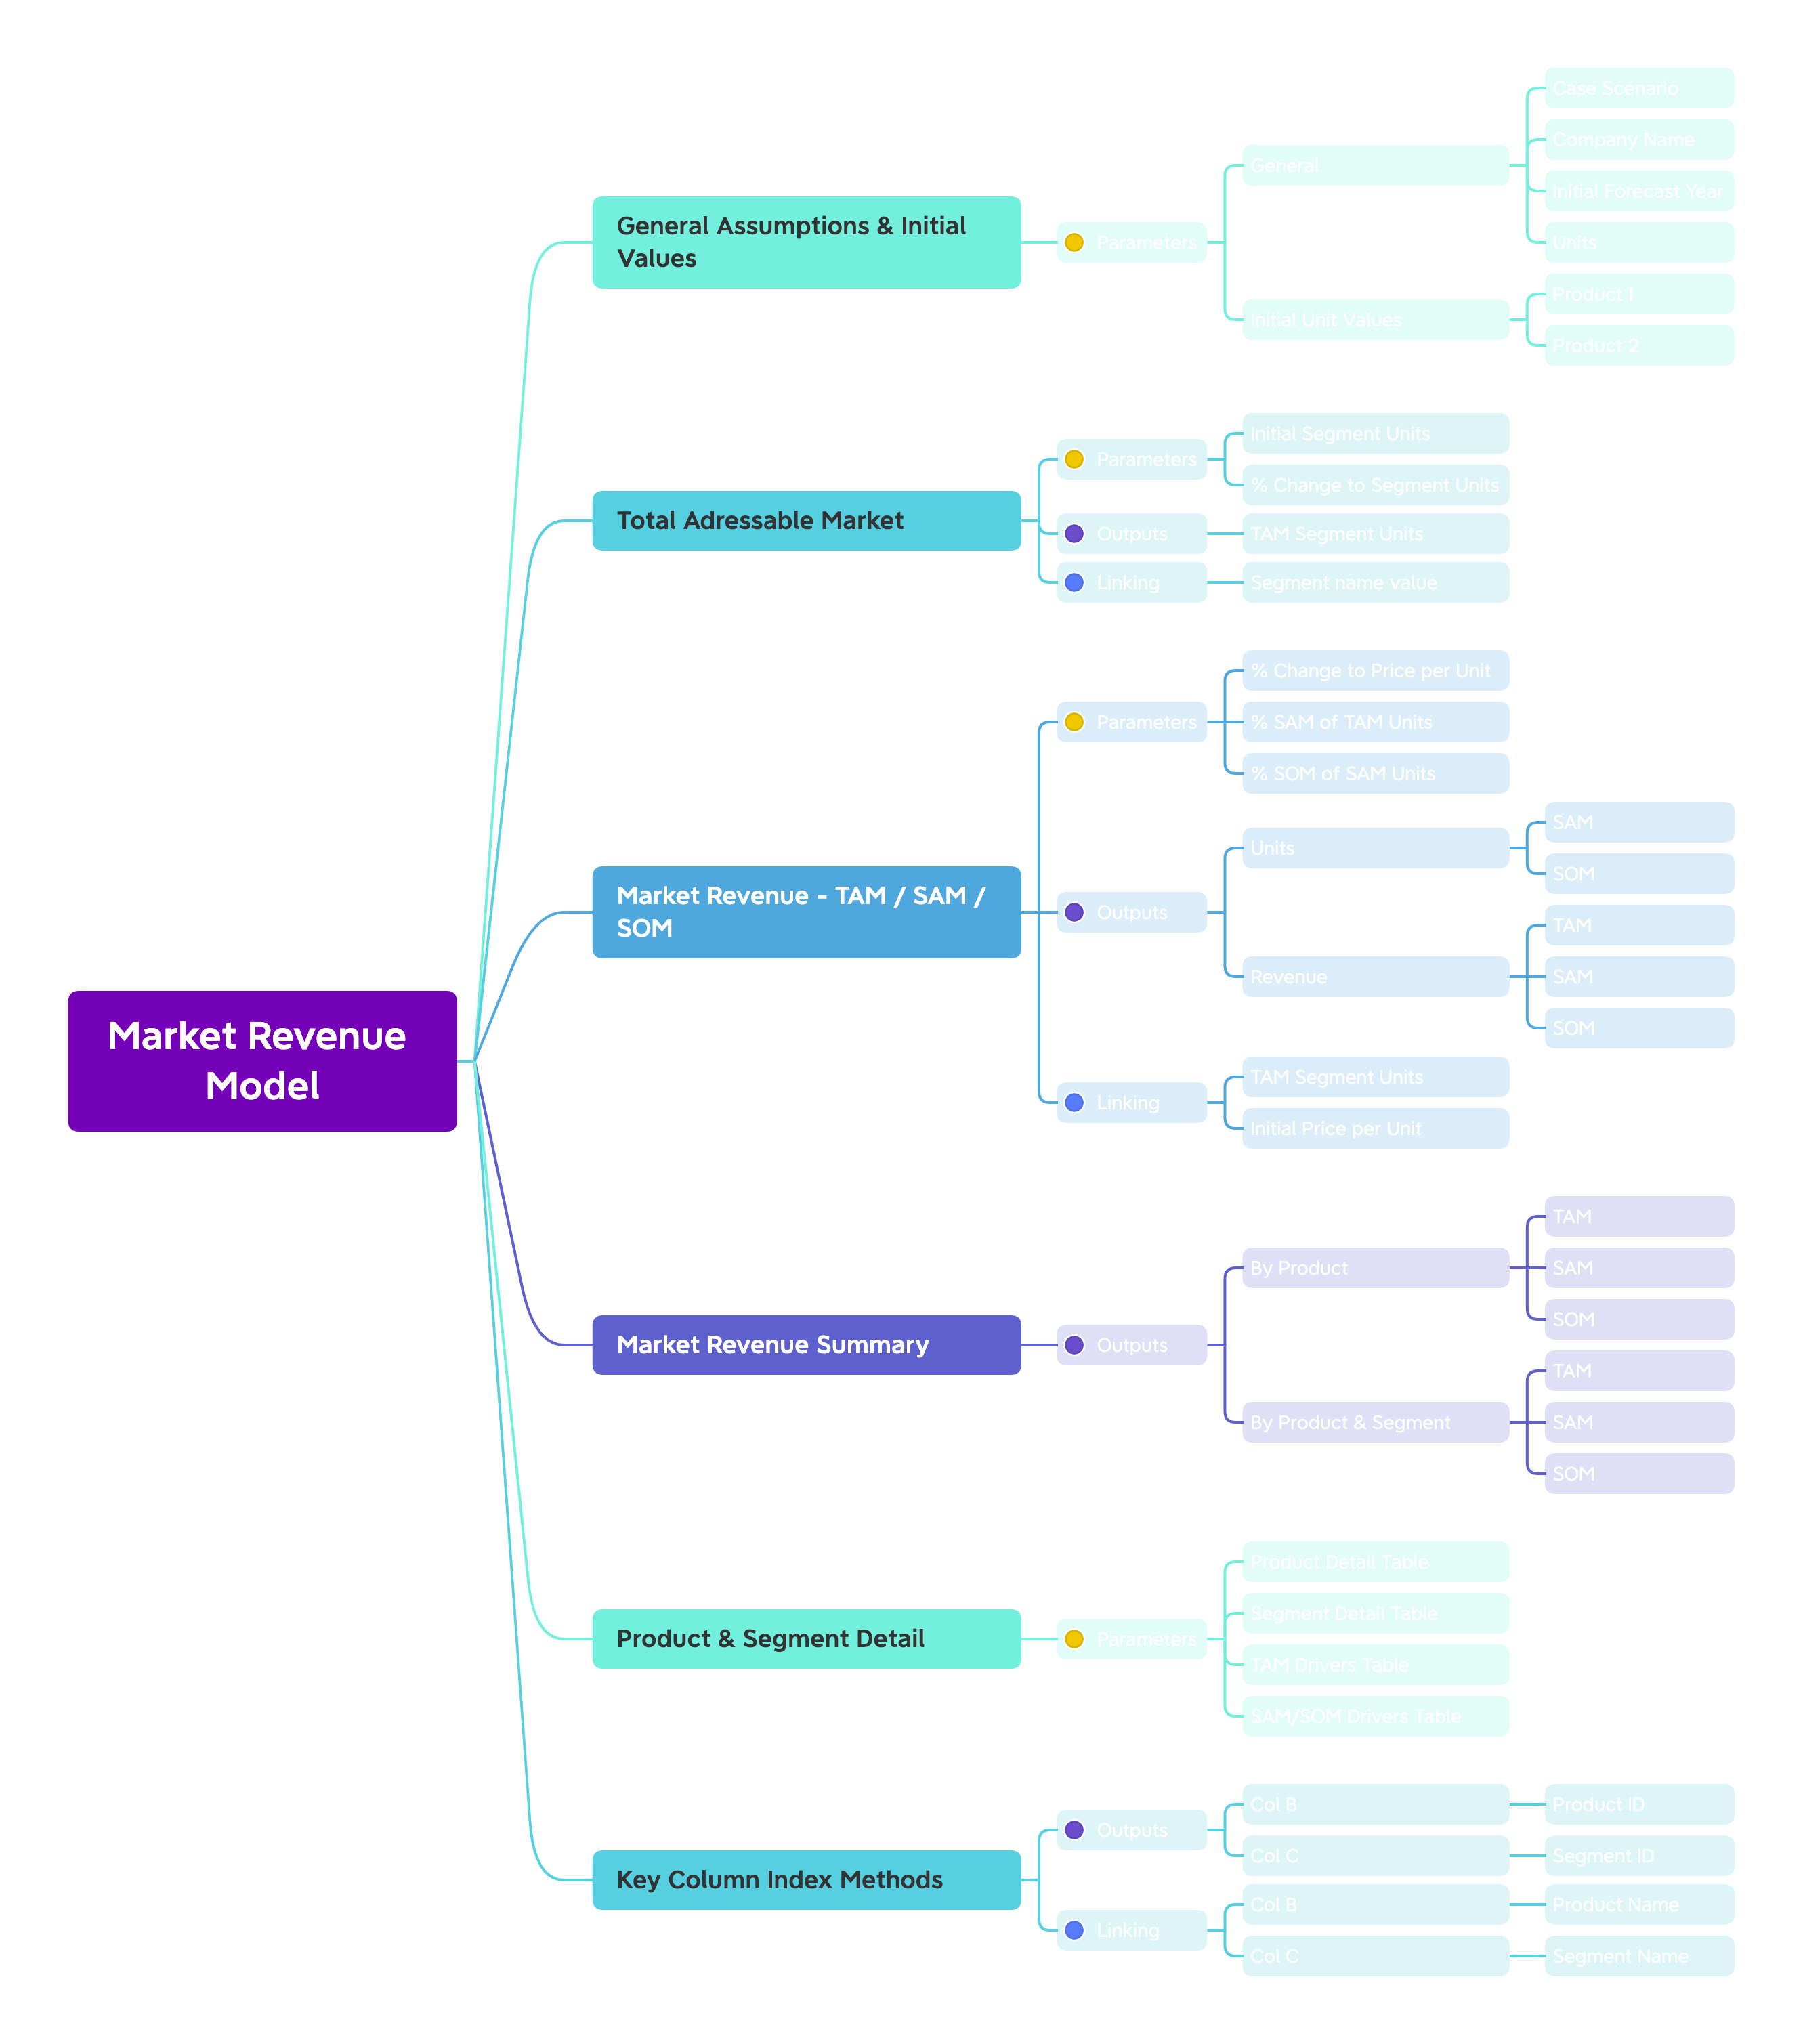 Market Revenue
Model
General Assumptions & Initial
Values
Parameters
General
Case Scenario
Company Name
Initial Forecast Year
Units
Initial Unit Values
Product 1
Product 2
Total Adressable Market
Parameters
Initial Segment Units
% Change to Segment Units
Outputs
TAM Segment Units
Linking
Segment name value
Market Revenue - TAM / SAM /
SOM
Parameters
% Change to Price per Unit
% SAM of TAM Units
% SOM of SAM Units
Outputs
Units
SAM
SOM
Revenue
TAM
SAM
SOM
Linking
TAM Segment Units
Initial Price per Unit
Market Revenue Summary
Outputs
By Product
TAM
SAM
SOM
By Product & Segment
TAM
SAM
SOM
Product & Segment Detail
Parameters
Product Detail Table
Segment Detail Table
TAM Drivers Table
SAM/SOM Drivers Table
Key Column Index Methods
Outputs
Col B
Product ID
Col C
Segment ID
Linking
Col B
Product Name
Col C
Segment Name